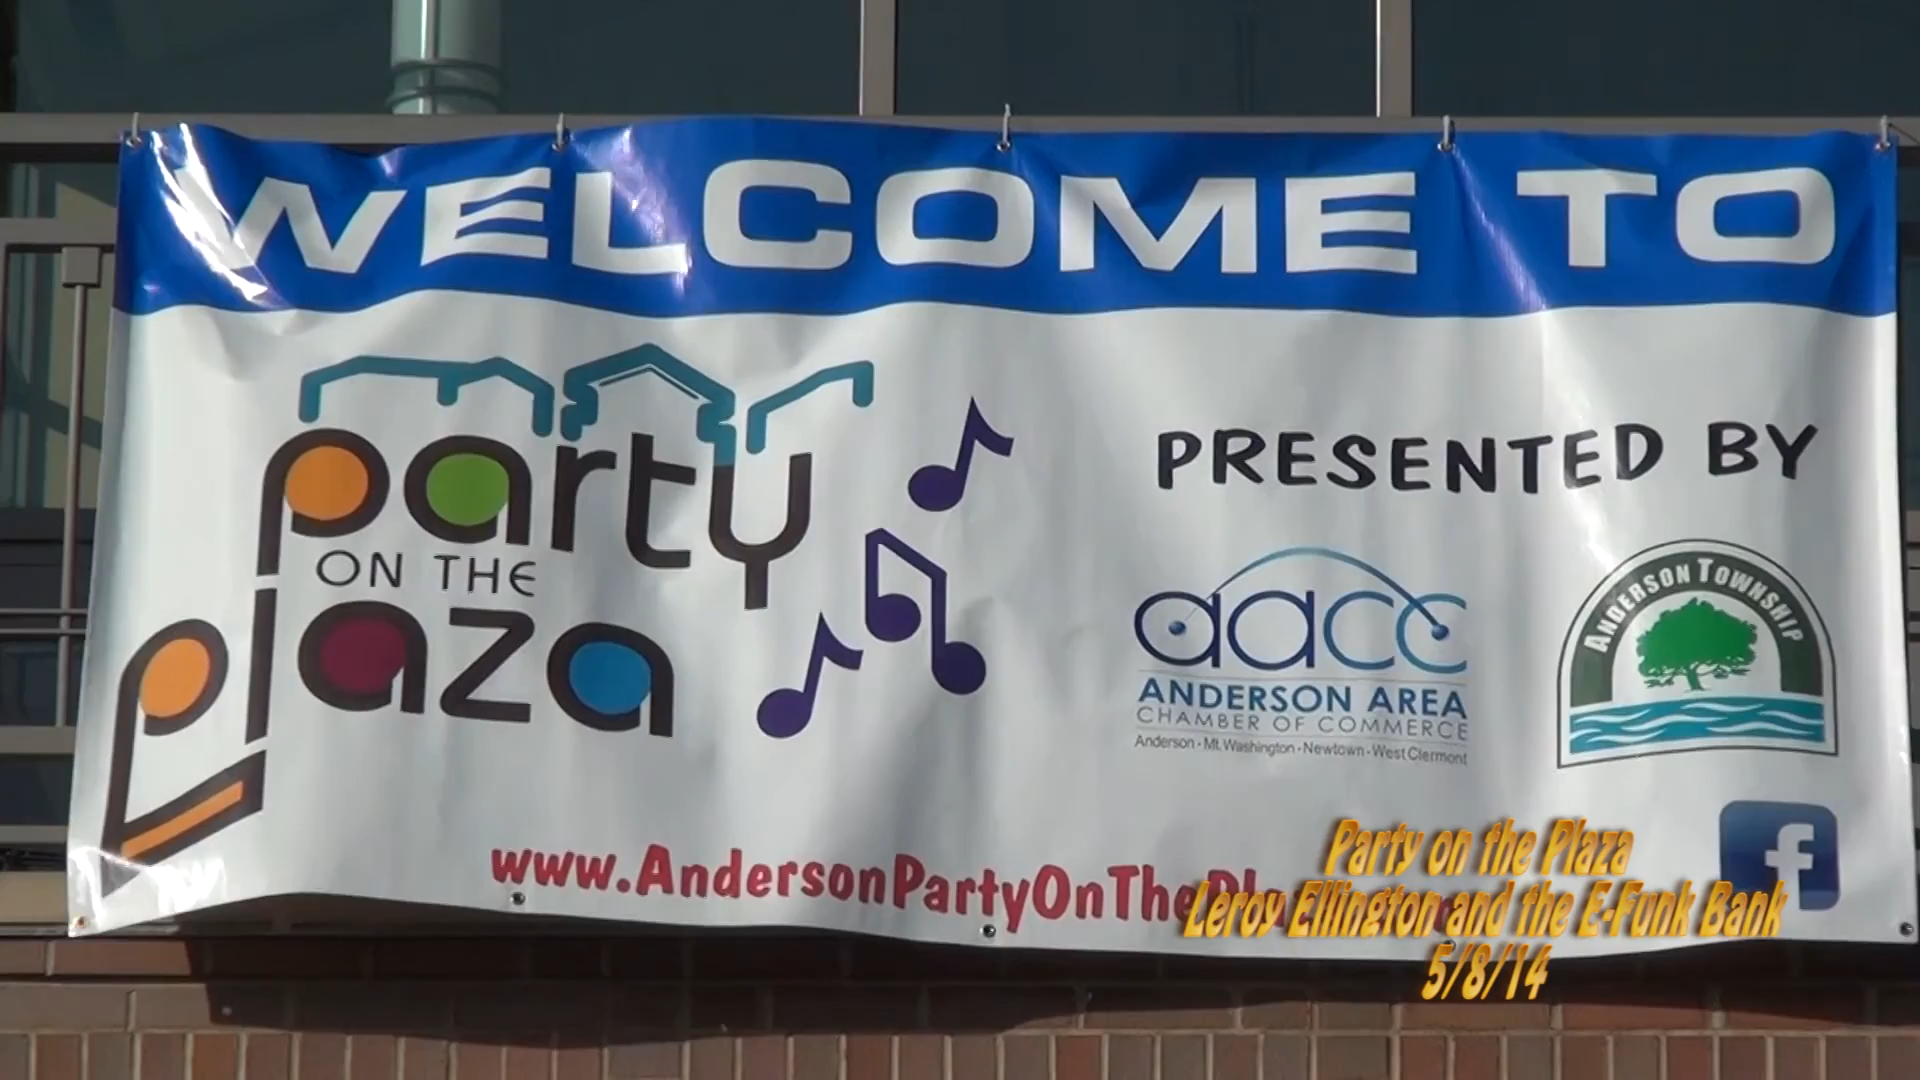 WELCOME TO
party
ON THE
plaza
PRESENTED BY
aacc
ANDERSON AREA
CHAMBER OF COMMERCE
Anderson · Mt. Washington · Newtown · West Clermont
ANDERSON TOWNSHIP
f
www.AndersonPartyOnThePla
Party on the Plaza
Leroy Ellington and the E-Funk Bank
5/8/14